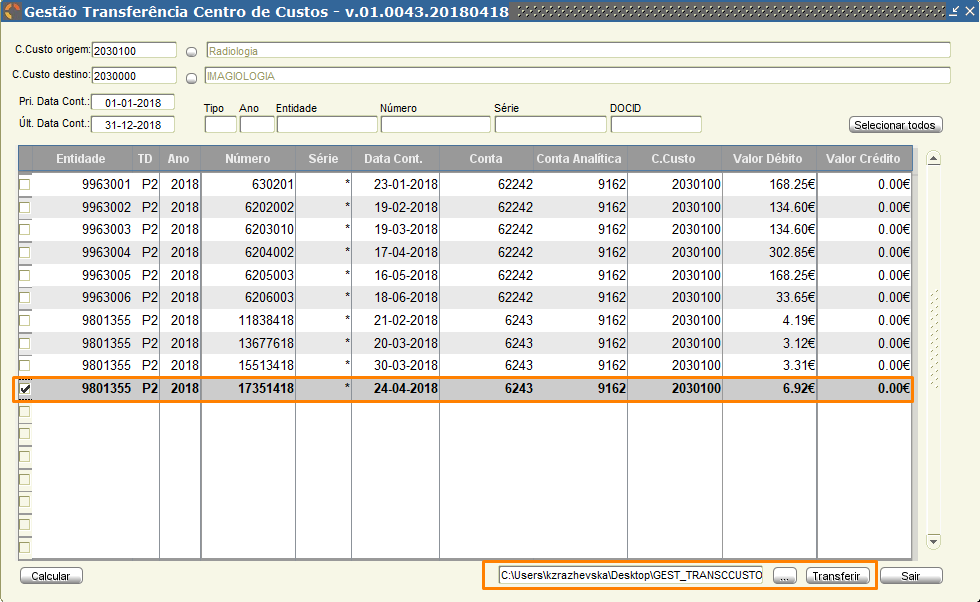 Gestão Transferência Centro de Custos - v.01.0043.20180418
C.Custo origem: 2030100 Radiologia
C.Custo destino: 2030000 IMAGIOLOGIA
Pri. Data Cont.: 01-01-2018
Últ. Data Cont.: 31-12-2018
Tipo Ano Entidade Número Série DOCID
Selecionar todos
Entidade TD Ano Número Série Data Cont. Conta Conta Analítica C.Custo Valor Débito Valor Crédito
9963001 P2 2018 630201 * 23-01-2018 62242 9162 2030100 168.25€ 0.00€
9963002 P2 2018 6202002 * 19-02-2018 62242 9162 2030100 134.60€ 0.00€
9963003 P2 2018 6203010 * 19-03-2018 62242 9162 2030100 134.60€ 0.00€
9963004 P2 2018 6204002 * 17-04-2018 62242 9162 2030100 302.85€ 0.00€
9963005 P2 2018 6205003 * 16-05-2018 62242 9162 2030100 168.25€ 0.00€
9963006 P2 2018 6206003 * 18-06-2018 62242 9162 2030100 33.65€ 0.00€
9801355 P2 2018 11838418 * 21-02-2018 6243 9162 2030100 4.19€ 0.00€
9801355 P2 2018 13677618 * 20-03-2018 6243 9162 2030100 3.12€ 0.00€
9801355 P2 2018 15513418 * 30-03-2018 6243 9162 2030100 3.31€ 0.00€
9801355 P2 2018 17351418 * 24-04-2018 6243 9162 2030100 6.92€ 0.00€
Calcular C:\Users\kzrazhevska\Desktop\GEST_TRANSCCUSTO ... Transferir Sair